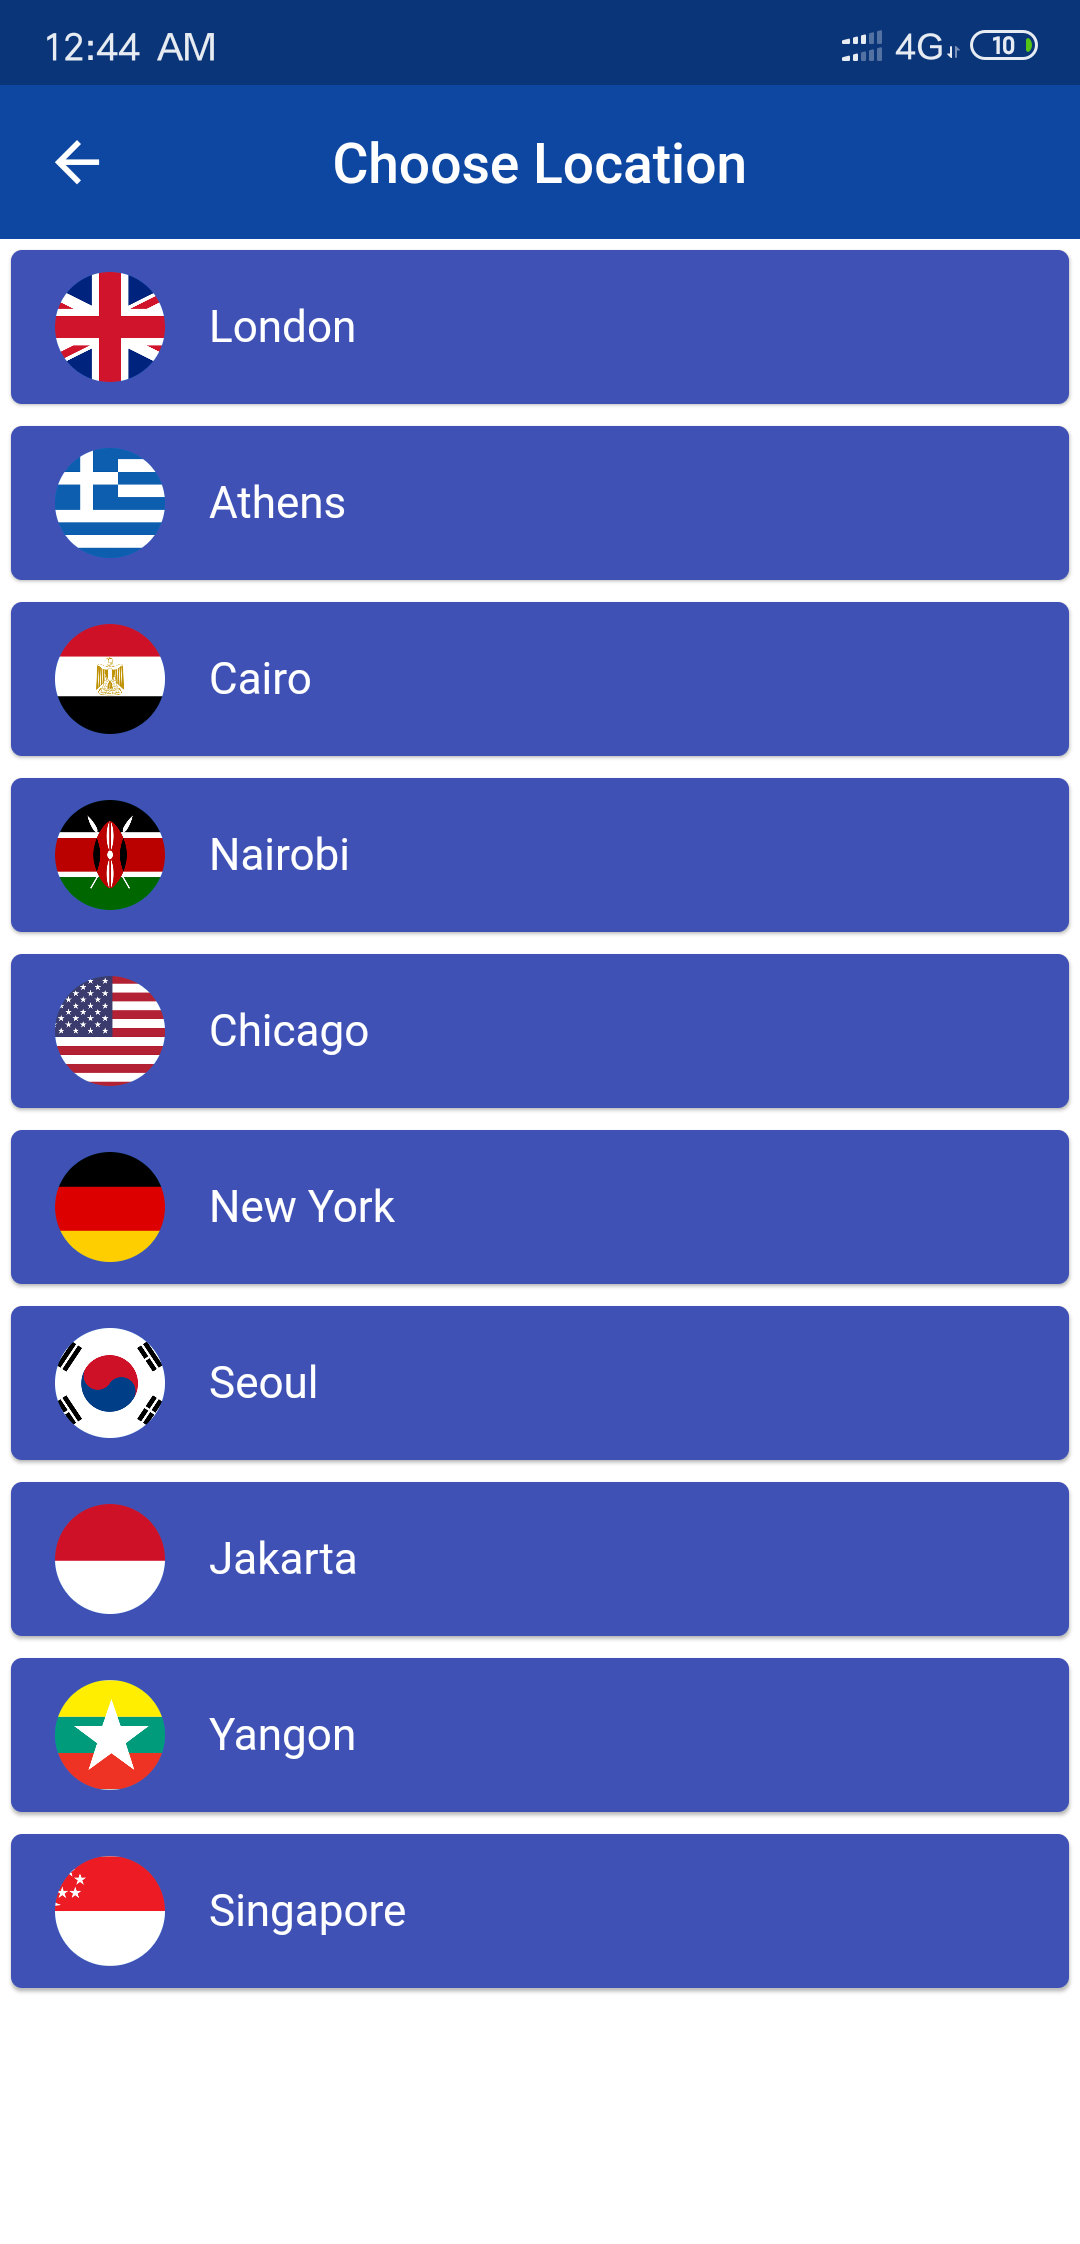 12:44 AM 4G 10
Choose Location
London
Athens
Cairo
Nairobi
Chicago
New York
Seoul
Jakarta
Yangon
Singapore